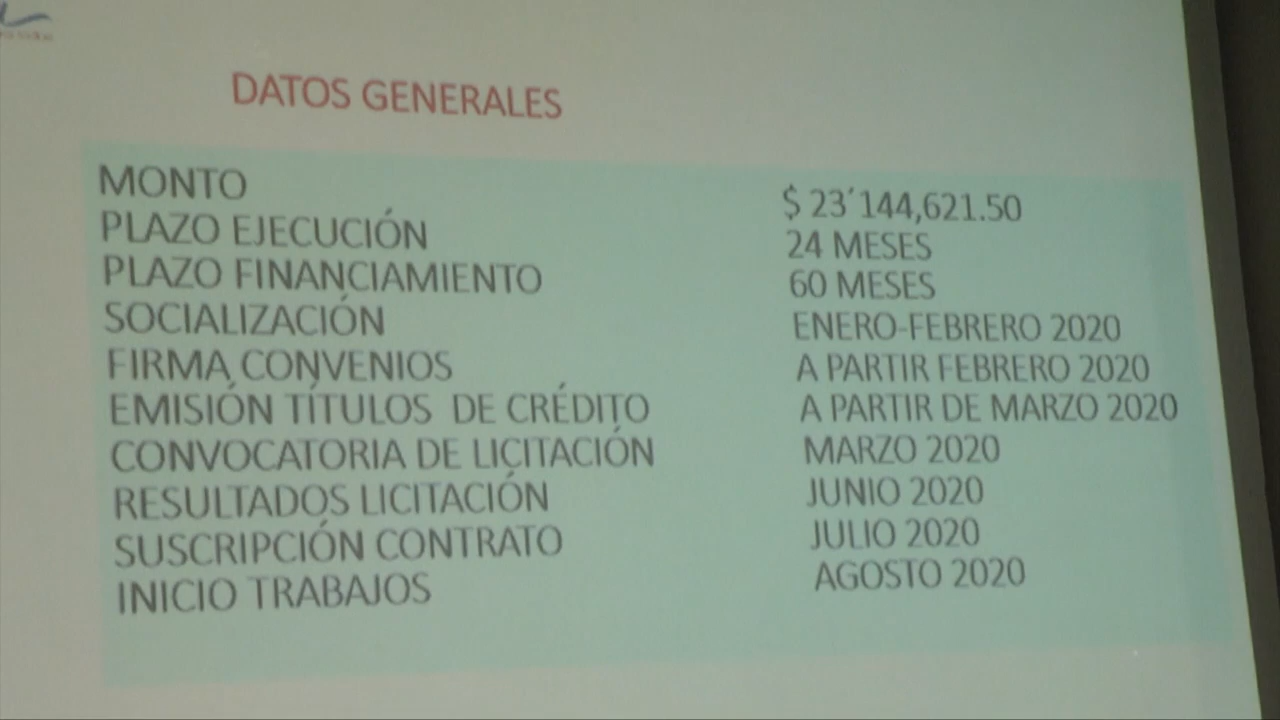 DATOS GENERALES
MONTO $ 23´144,621.50
PLAZO EJECUCIÓN 24 MESES
PLAZO FINANCIAMIENTO 60 MESES
SOCIALIZACIÓN ENERO-FEBRERO 2020
FIRMA CONVENIOS A PARTIR FEBRERO 2020
EMISIÓN TÍTULOS DE CRÉDITO A PARTIR DE MARZO 2020
CONVOCATORIA DE LICITACIÓN MARZO 2020
RESULTADOS LICITACIÓN JUNIO 2020
SUSCRIPCIÓN CONTRATO JULIO 2020
INICIO TRABAJOS AGOSTO 2020